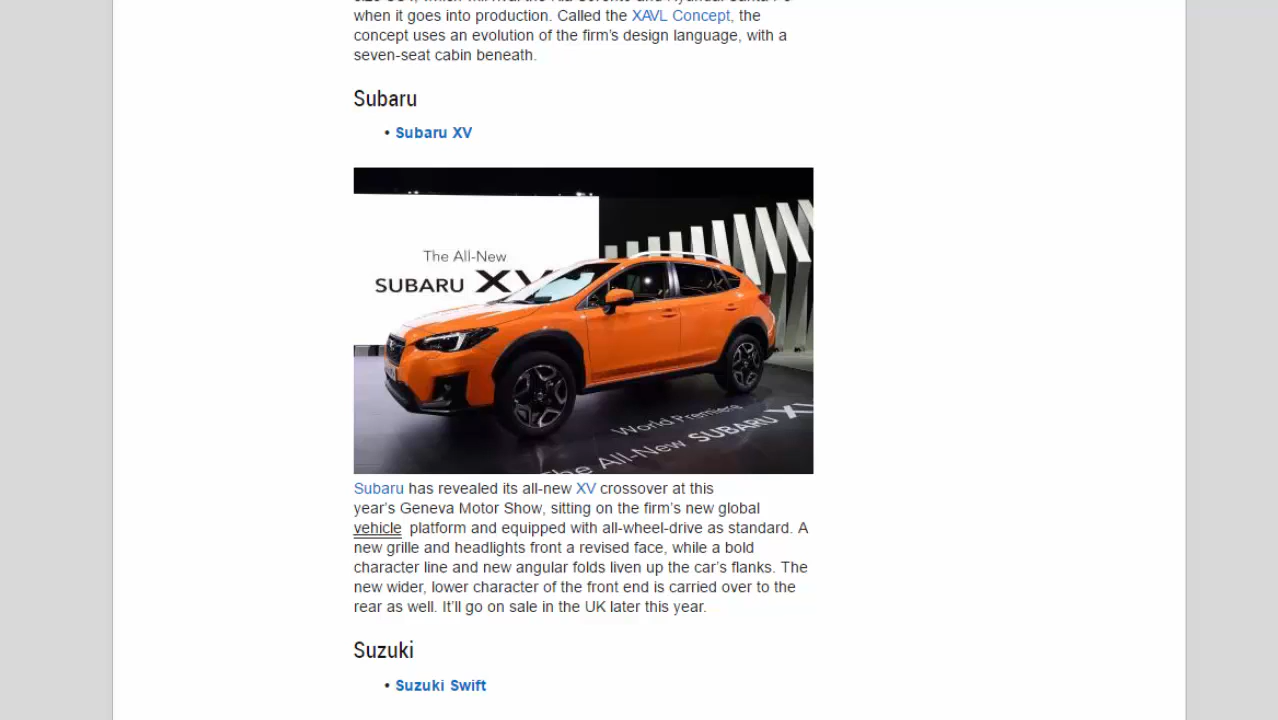 when it goes into production. Called the XAVL Concept, the
concept uses an evolution of the firm's design language, with a
seven-seat cabin beneath.
Subaru
• Subaru XV
The All-New
SUBARU XV
World Premiere
The All-New SUBARU XV
Subaru has revealed its all-new XV crossover at this
year's Geneva Motor Show, sitting on the firm's new global
vehicle platform and equipped with all-wheel-drive as standard. A
new grille and headlights front a revised face, while a bold
character line and new angular folds liven up the car's flanks. The
new wider, lower character of the front end is carried over to the
rear as well. It'll go on sale in the UK later this year.
Suzuki
• Suzuki Swift